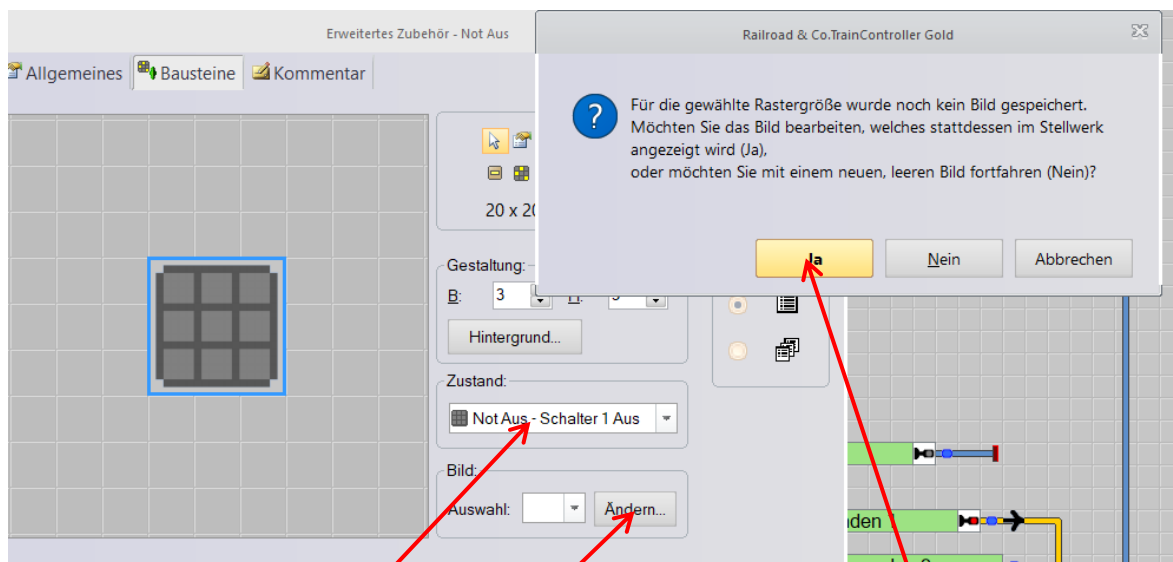 Erweitertes Zubehör - Not Aus
Allgemeines
Bausteine
Kommentar
Railroad & Co.TrainController Gold
Für die gewählte Rastergröße wurde noch kein Bild gespeichert.
Möchten Sie das Bild bearbeiten, welches stattdessen im Stellwerk
angezeigt wird (Ja),
oder möchten Sie mit einem neuen, leeren Bild fortfahren (Nein)?
Ja
Nein
Abbrechen
20 x 20
Gestaltung:
B:
3
H:
Hintergrund...
Zustand:
Not Aus - Schalter 1 Aus
Bild:
Auswahl:
Ändern...